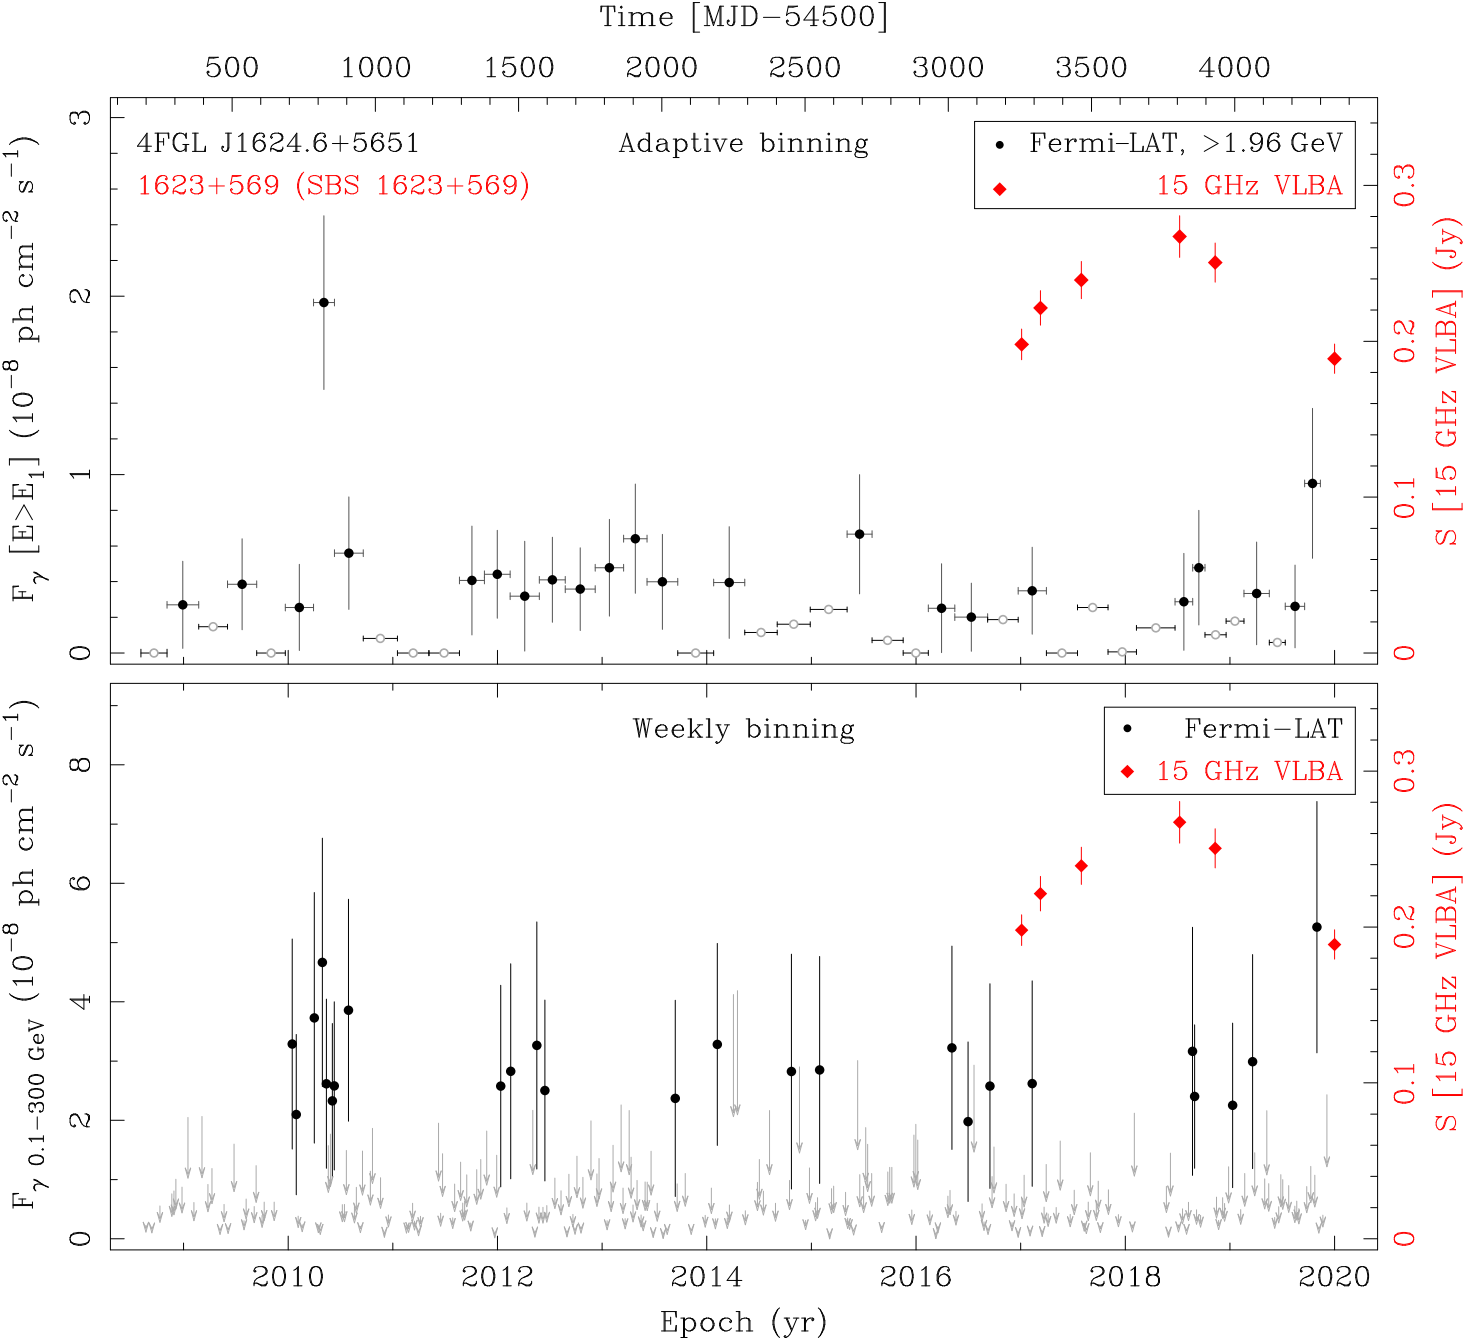 Time [MJD−54500]
500 1000 1500 2000 2500 3000 3500 4000
4FGL J1624.6+5651
1623+569 (SBS 1623+569)
Adaptive binning
Fermi−LAT, >1.96 GeV
15 GHz VLBA
F_γ [E>E_1] (10^−8 ph cm^−2 s^−1)
3
2
1
0
S [15 GHz VLBA] (Jy)
0.3
0.2
0.1
0
Weekly binning
Fermi−LAT
15 GHz VLBA
F_γ 0.1−300 GeV (10^−8 ph cm^−2 s^−1)
8
6
4
2
0
S [15 GHz VLBA] (Jy)
0.3
0.2
0.1
0
2010 2012 2014 2016 2018 2020
Epoch (yr)